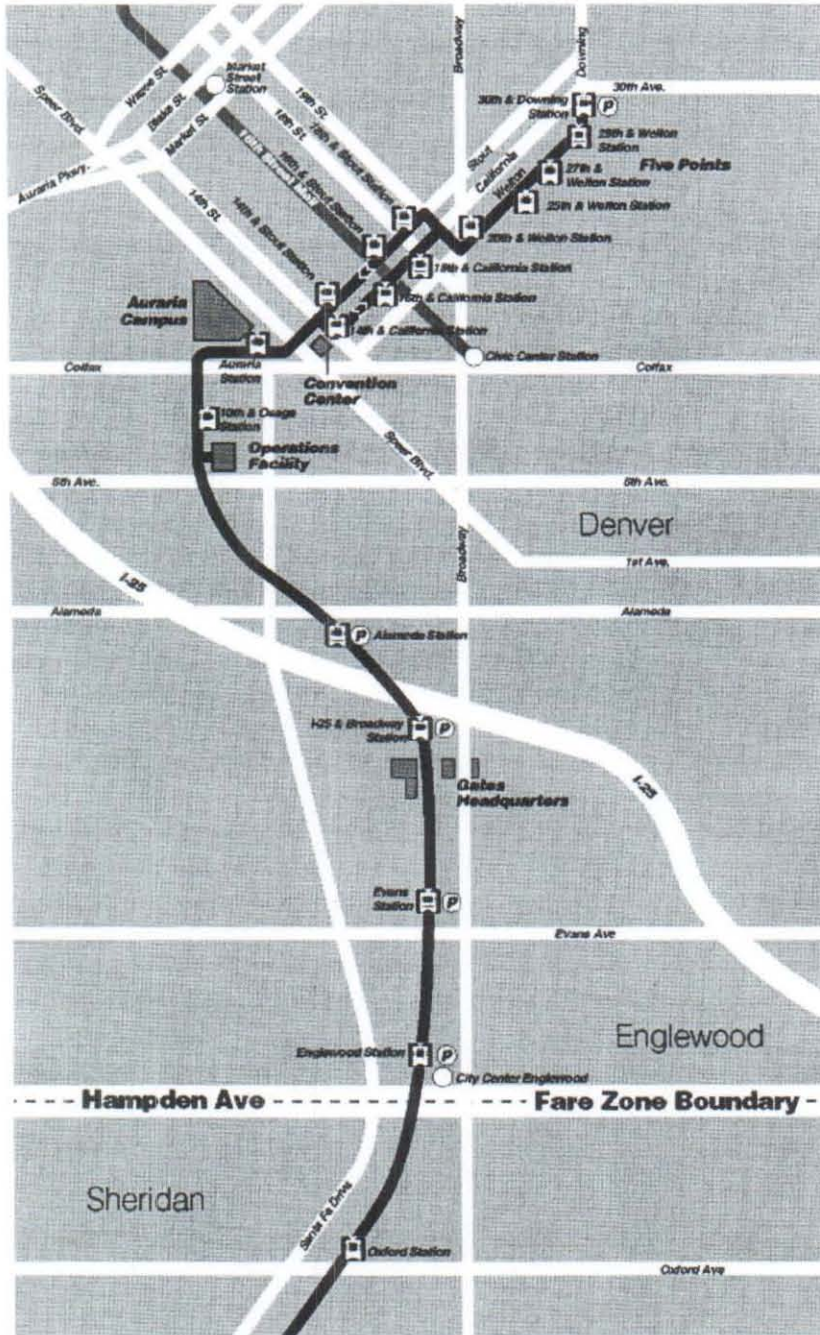 Broadway
Downing
Market
Street
Station
Wazee St.
Blake St.
Market St.
Speer Blvd.
19th St.
18th St.
30th Ave.
30th & Downing
Station
P
29th & Welton
Station
Five Points
27th &
Welton Station
25th & Welton Station
20th & Welton Station
Stout
California
Welton
18th & Stout Station
16th & Stout Station
14th & Stout Station
Auraria Pkwy.
14th St.
18th & California Station
16th & California Station
14th & California Station
Auraria
Campus
Civic Center Station
Colfax
Auraria
Station
Convention
Center
Colfax
10th & Osage
Station
Operations
Facility
Speer Blvd.
6th Ave.
6th Ave.
Denver
Broadway
1st Ave.
I-25
Alameda
Alameda
P
Alameda Station
I-25 & Broadway
Station
P
Gates
Headquarters
I-25
Evans
Station
P
Evans Ave
Englewood
Englewood Station
P
City Center Englewood
Hampden Ave
Fare Zone Boundary
Sheridan
Santa Fe Drive
Oxford Station
Oxford Ave